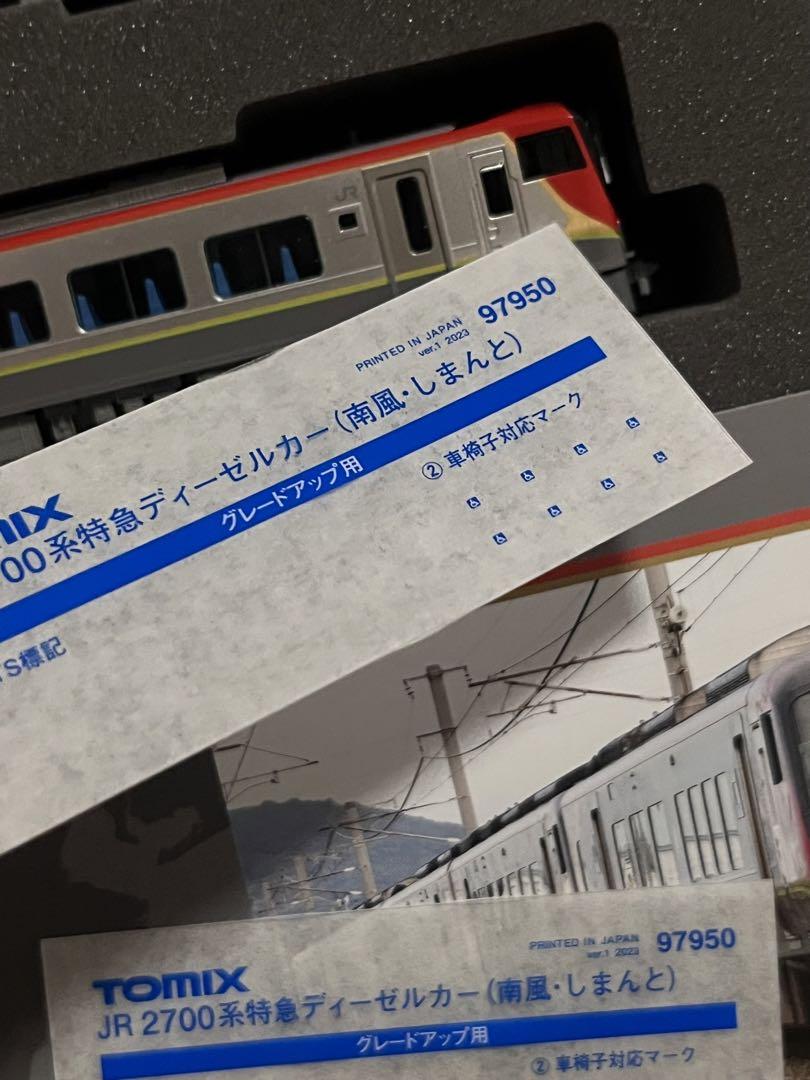 JR
PRINTED IN JAPAN 97950
ver.1 2023
MIX
00系特急ディーゼルカー(南風・しまんと)
グレードアップ用
② 車椅子対応マーク
TS標記
PRINTED IN JAPAN 97950
ver.1 2023
TOMIX
JR 2700系特急ディーゼルカー(南風・しまんと)
グレードアップ用
② 車椅子対応マーク